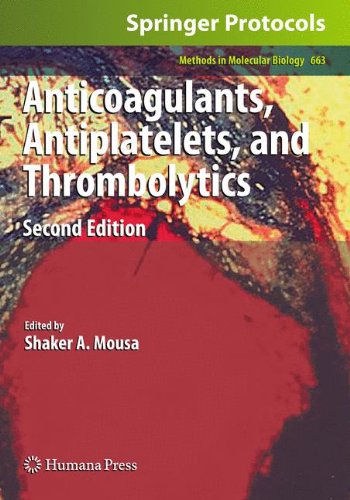 Springer Protocols
Methods in Molecular Biology 663
Anticoagulants,
Antiplatelets, and
Thrombolytics
Second Edition
Edited by
Shaker A. Mousa
Humana Press